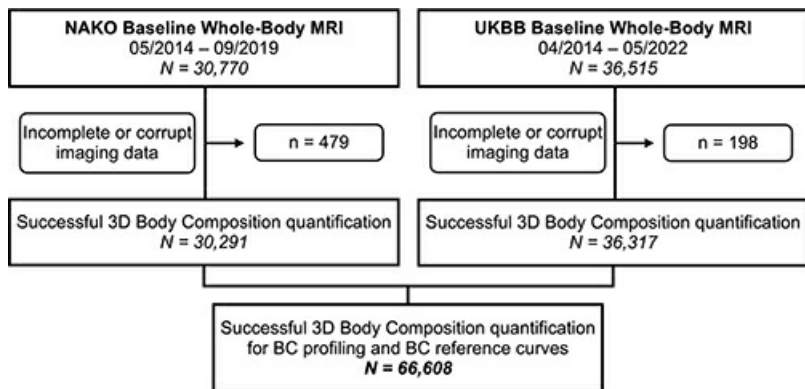 NAKO Baseline Whole-Body MRI
05/2014 – 09/2019
N = 30,770
UKBB Baseline Whole-Body MRI
04/2014 – 05/2022
N = 36,515
Incomplete or corrupt
imaging data
n = 479
Incomplete or corrupt
imaging data
n = 198
Successful 3D Body Composition quantification
N = 30,291
Successful 3D Body Composition quantification
N = 36,317
Successful 3D Body Composition quantification
for BC profiling and BC reference curves
N = 66,608